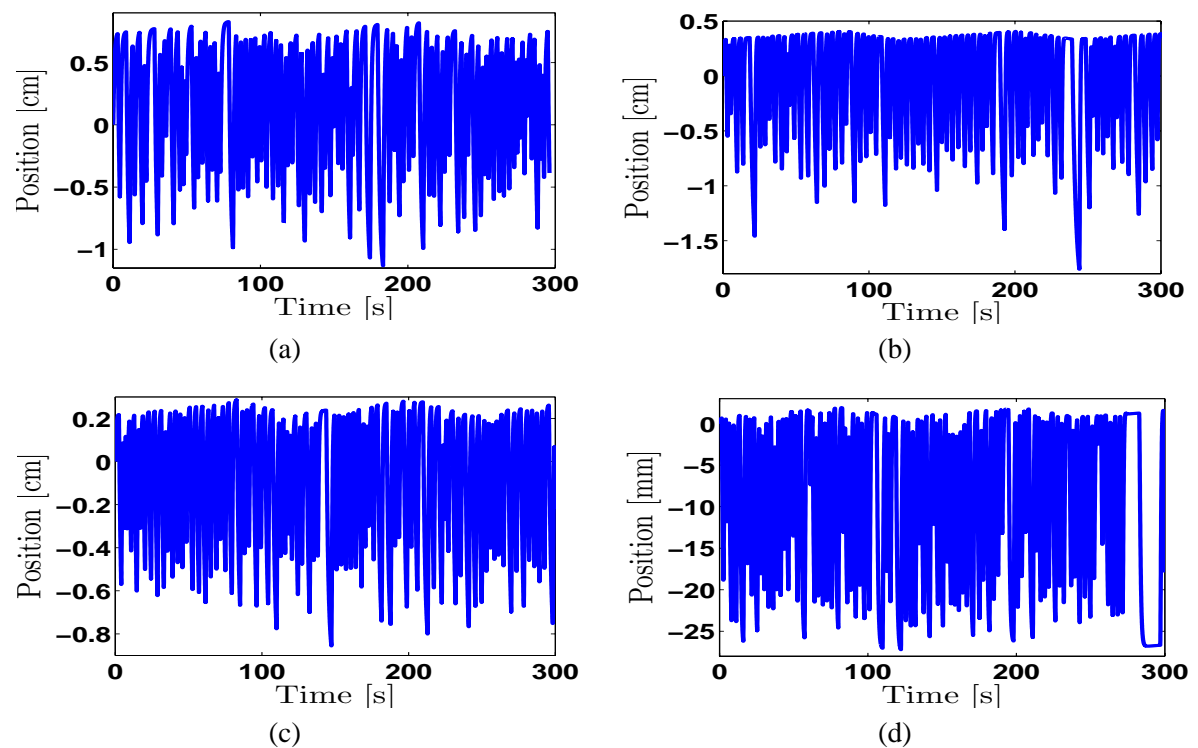 0.5
0
−0.5
−1
Position [cm]
0 100 200 300
Time [s]
(a)
0.5
0
−0.5
−1
−1.5
Position [cm]
0 100 200 300
Time [s]
(b)
0.2
0
−0.2
−0.4
−0.6
−0.8
Position [cm]
0 100 200 300
Time [s]
(c)
0
−5
−10
−15
−20
−25
Position [mm]
0 100 200 300
Time [s]
(d)